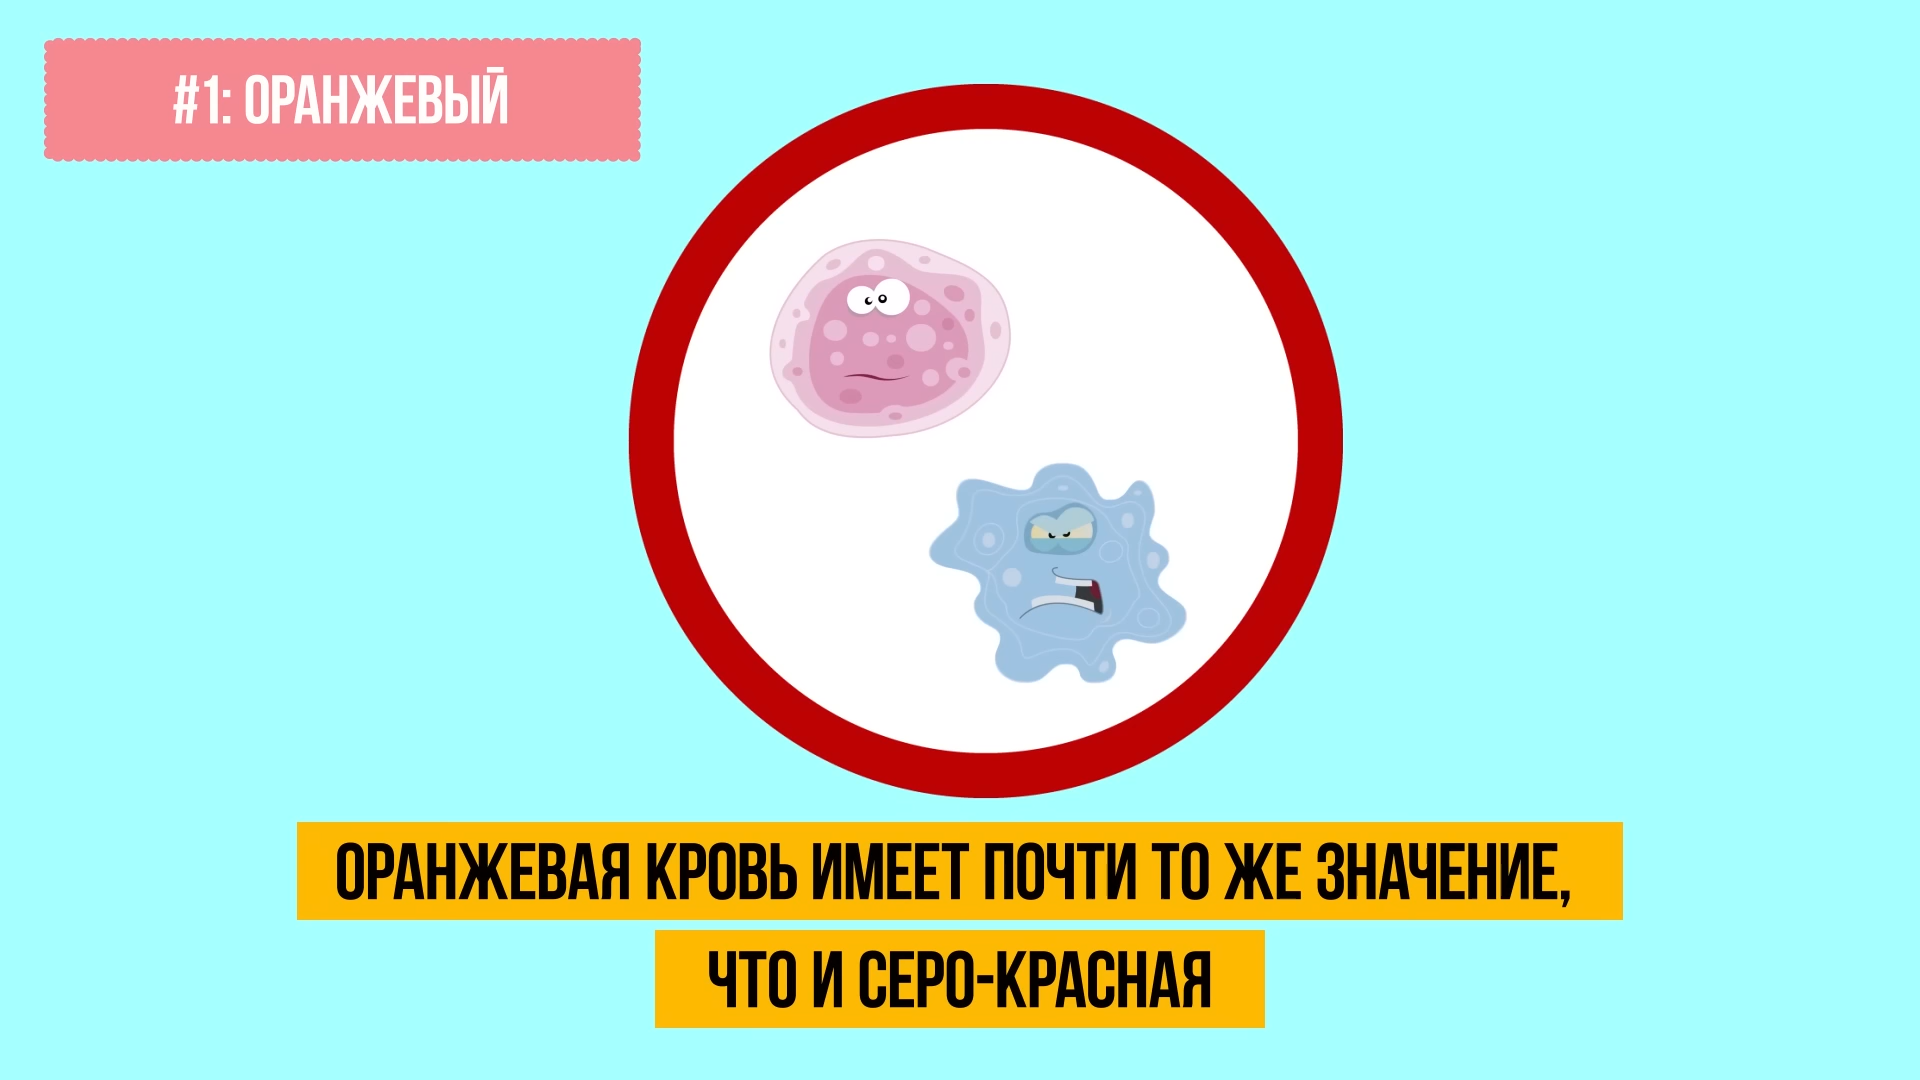 #1: ОРАНЖЕВЫЙ
ОРАНЖЕВАЯ КРОВЬ ИМЕЕТ ПОЧТИ ТО ЖЕ ЗНАЧЕНИЕ,
ЧТО И СЕРО-КРАСНАЯ